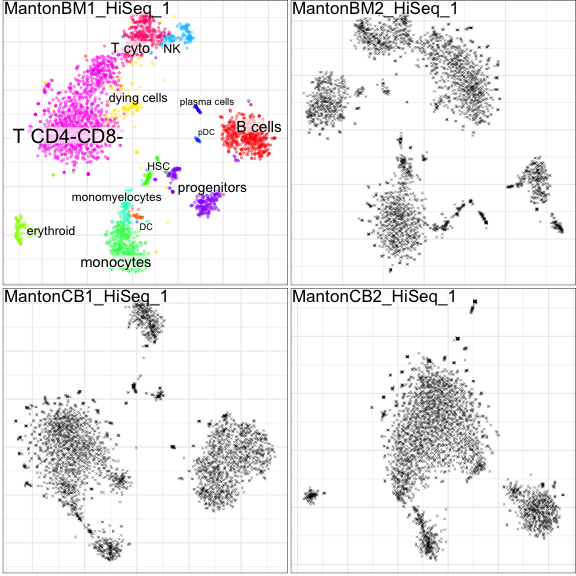 MantonBM1_HiSeq_1
T cyto
NK
dying cells
plasma cells
T CD4-CD8-
B cells
pDC
HSC
progenitors
monomyelocytes
DC
erythroid
monocytes
MantonBM2_HiSeq_1
MantonCB1_HiSeq_1
MantonCB2_HiSeq_1